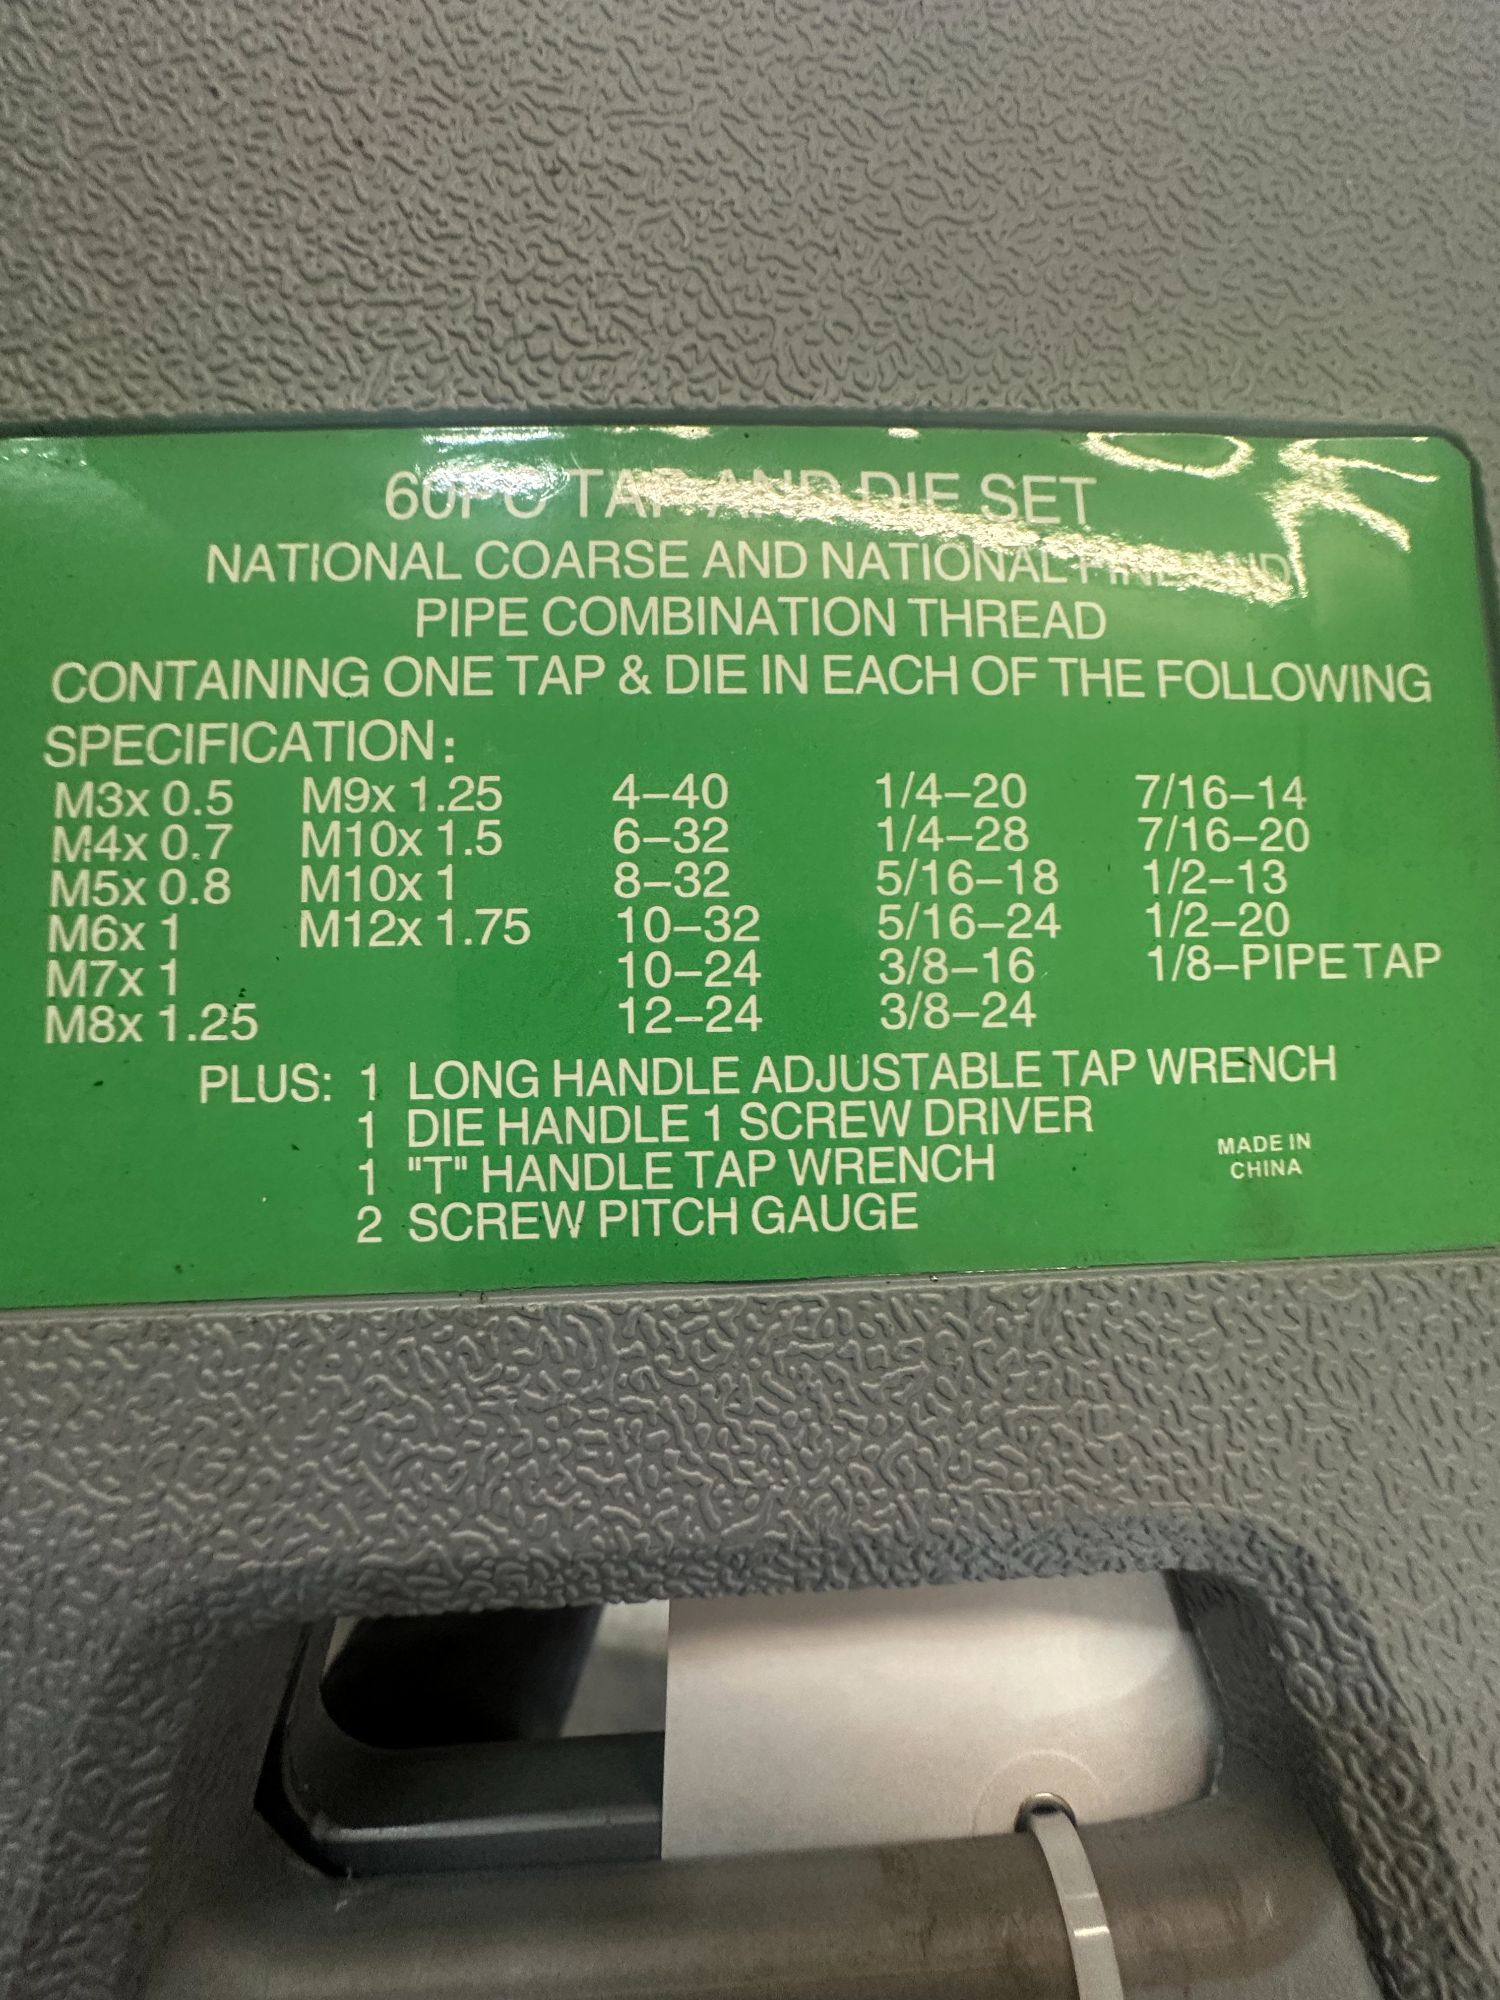 60PC TAP AND DIE SET
NATIONAL COARSE AND NATIONAL FINE AND
PIPE COMBINATION THREAD
CONTAINING ONE TAP & DIE IN EACH OF THE FOLLOWING
SPECIFICATION:
M3x 0.5 M9x 1.25 4–40 1/4–20 7/16–14
M4x 0.7 M10x 1.5 6–32 1/4–28 7/16–20
M5x 0.8 M10x 1 8–32 5/16–18 1/2–13
M6x 1 M12x 1.75 10–32 5/16–24 1/2–20
M7x 1 10–24 3/8–16 1/8–PIPE TAP
M8x 1.25 12–24 3/8–24
PLUS: 1 LONG HANDLE ADJUSTABLE TAP WRENCH
1 DIE HANDLE 1 SCREW DRIVER
1 "T" HANDLE TAP WRENCH
2 SCREW PITCH GAUGE
MADE IN
CHINA